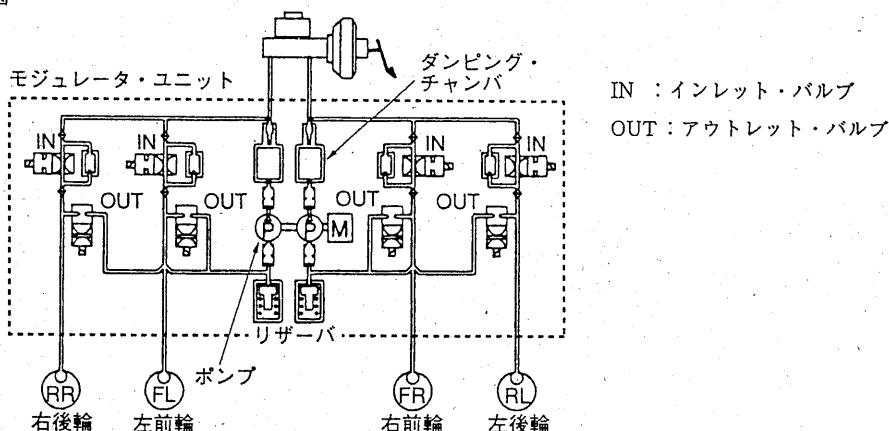 図
ダンピング・
チャンバ
モジュレータ・ユニット
IN :インレット・バルブ
OUT:アウトレット・バルブ
IN
IN
IN
IN
OUT
OUT
OUT
OUT
P
P
M
リザーバ
ポンプ
RR
FL
FR
RL
右後輪
左前輪
右前輪
左後輪